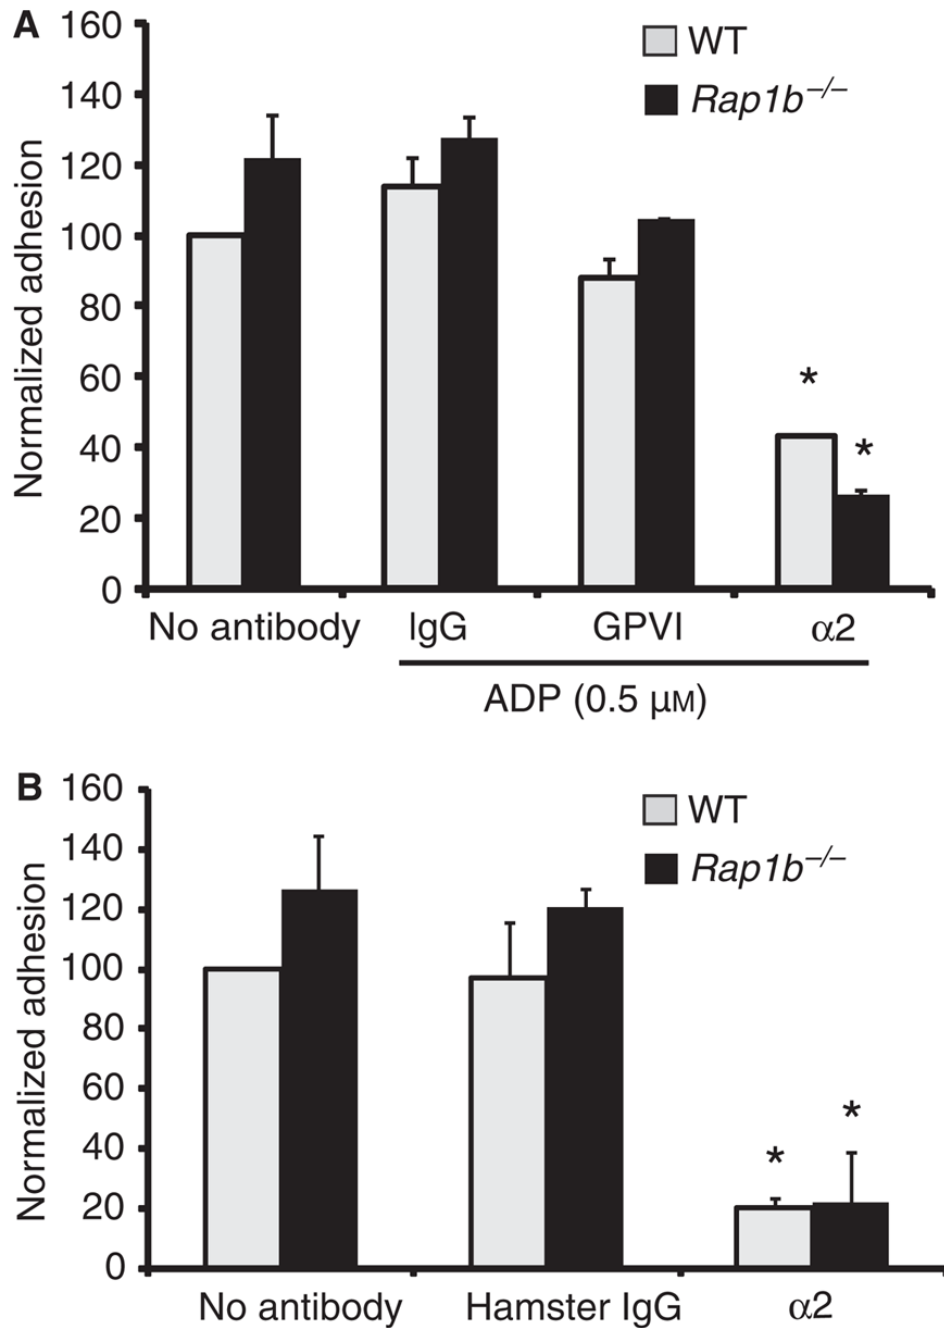 A
160
140
120
100
80
60
40
20
0
Normalized adhesion
WT
Rap1b⁻/⁻
*
*
No antibody IgG GPVI α2
ADP (0.5 μM)
B
160
140
120
100
80
60
40
20
0
Normalized adhesion
WT
Rap1b⁻/⁻
*
*
No antibody Hamster IgG α2